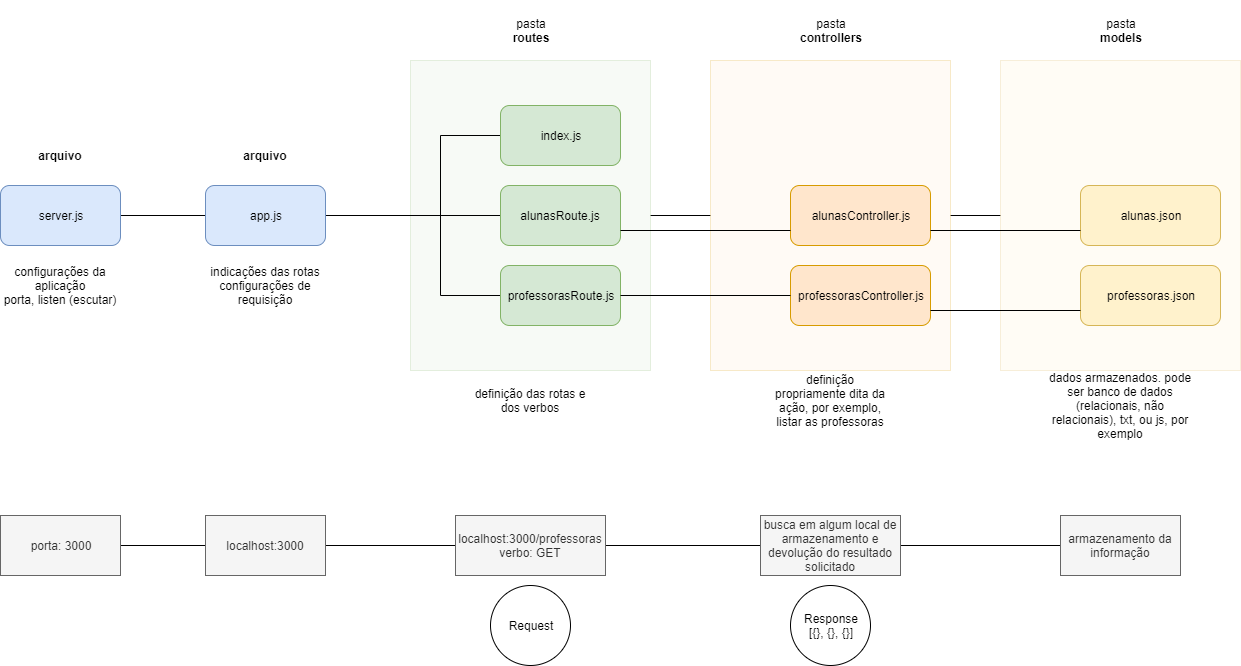 pasta
routes
pasta
controllers
pasta
models
arquivo
arquivo
index.js
server.js
app.js
alunasRoute.js
alunasController.js
alunas.json
professorasRoute.js
professorasController.js
professoras.json
configurações da
aplicação
porta, listen (escutar)
indicações das rotas
configurações de
requisição
definição das rotas e
dos verbos
definição
propriamente dita da
ação, por exemplo,
listar as professoras
dados armazenados. pode
ser banco de dados
(relacionais, não
relacionais), txt, ou js, por
exemplo
porta: 3000
localhost:3000
localhost:3000/professoras
verbo: GET
busca em algum local de
armazenamento e
devolução do resultado
solicitado
armazenamento da
informação
Request
Response
[{}, {}, {}]